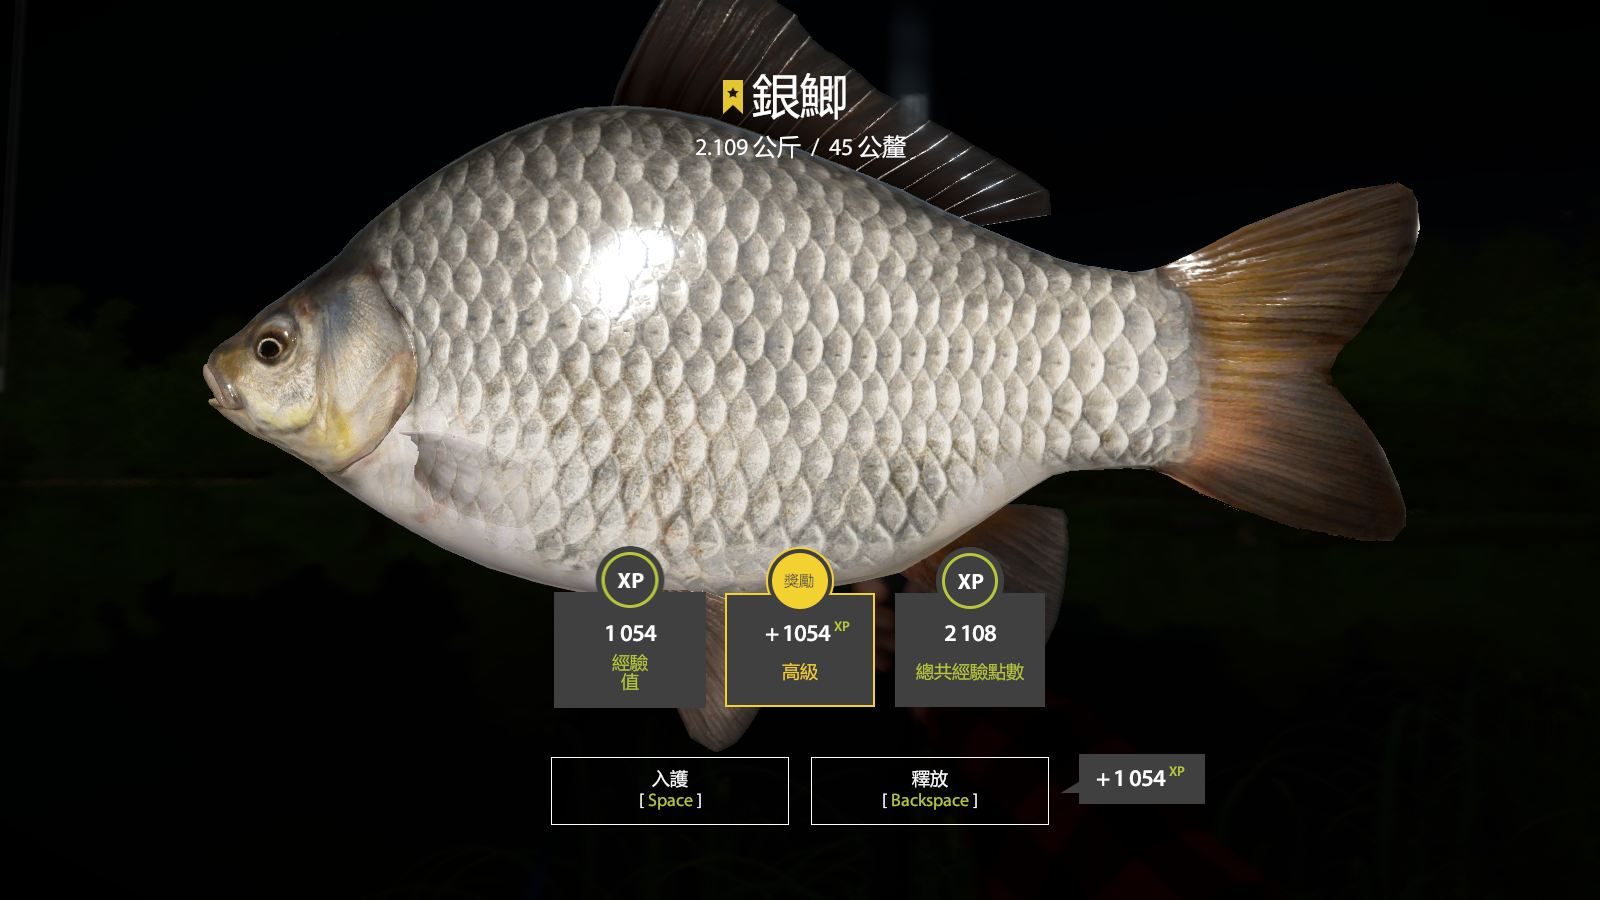 銀鯽
2.109 公斤 / 45 公釐
XP
1 054
經驗
值
獎勵
+ 1054 XP
高級
XP
2 108
總共經驗點數
入護
[ Space ]
釋放
[ Backspace ]
+ 1 054 XP